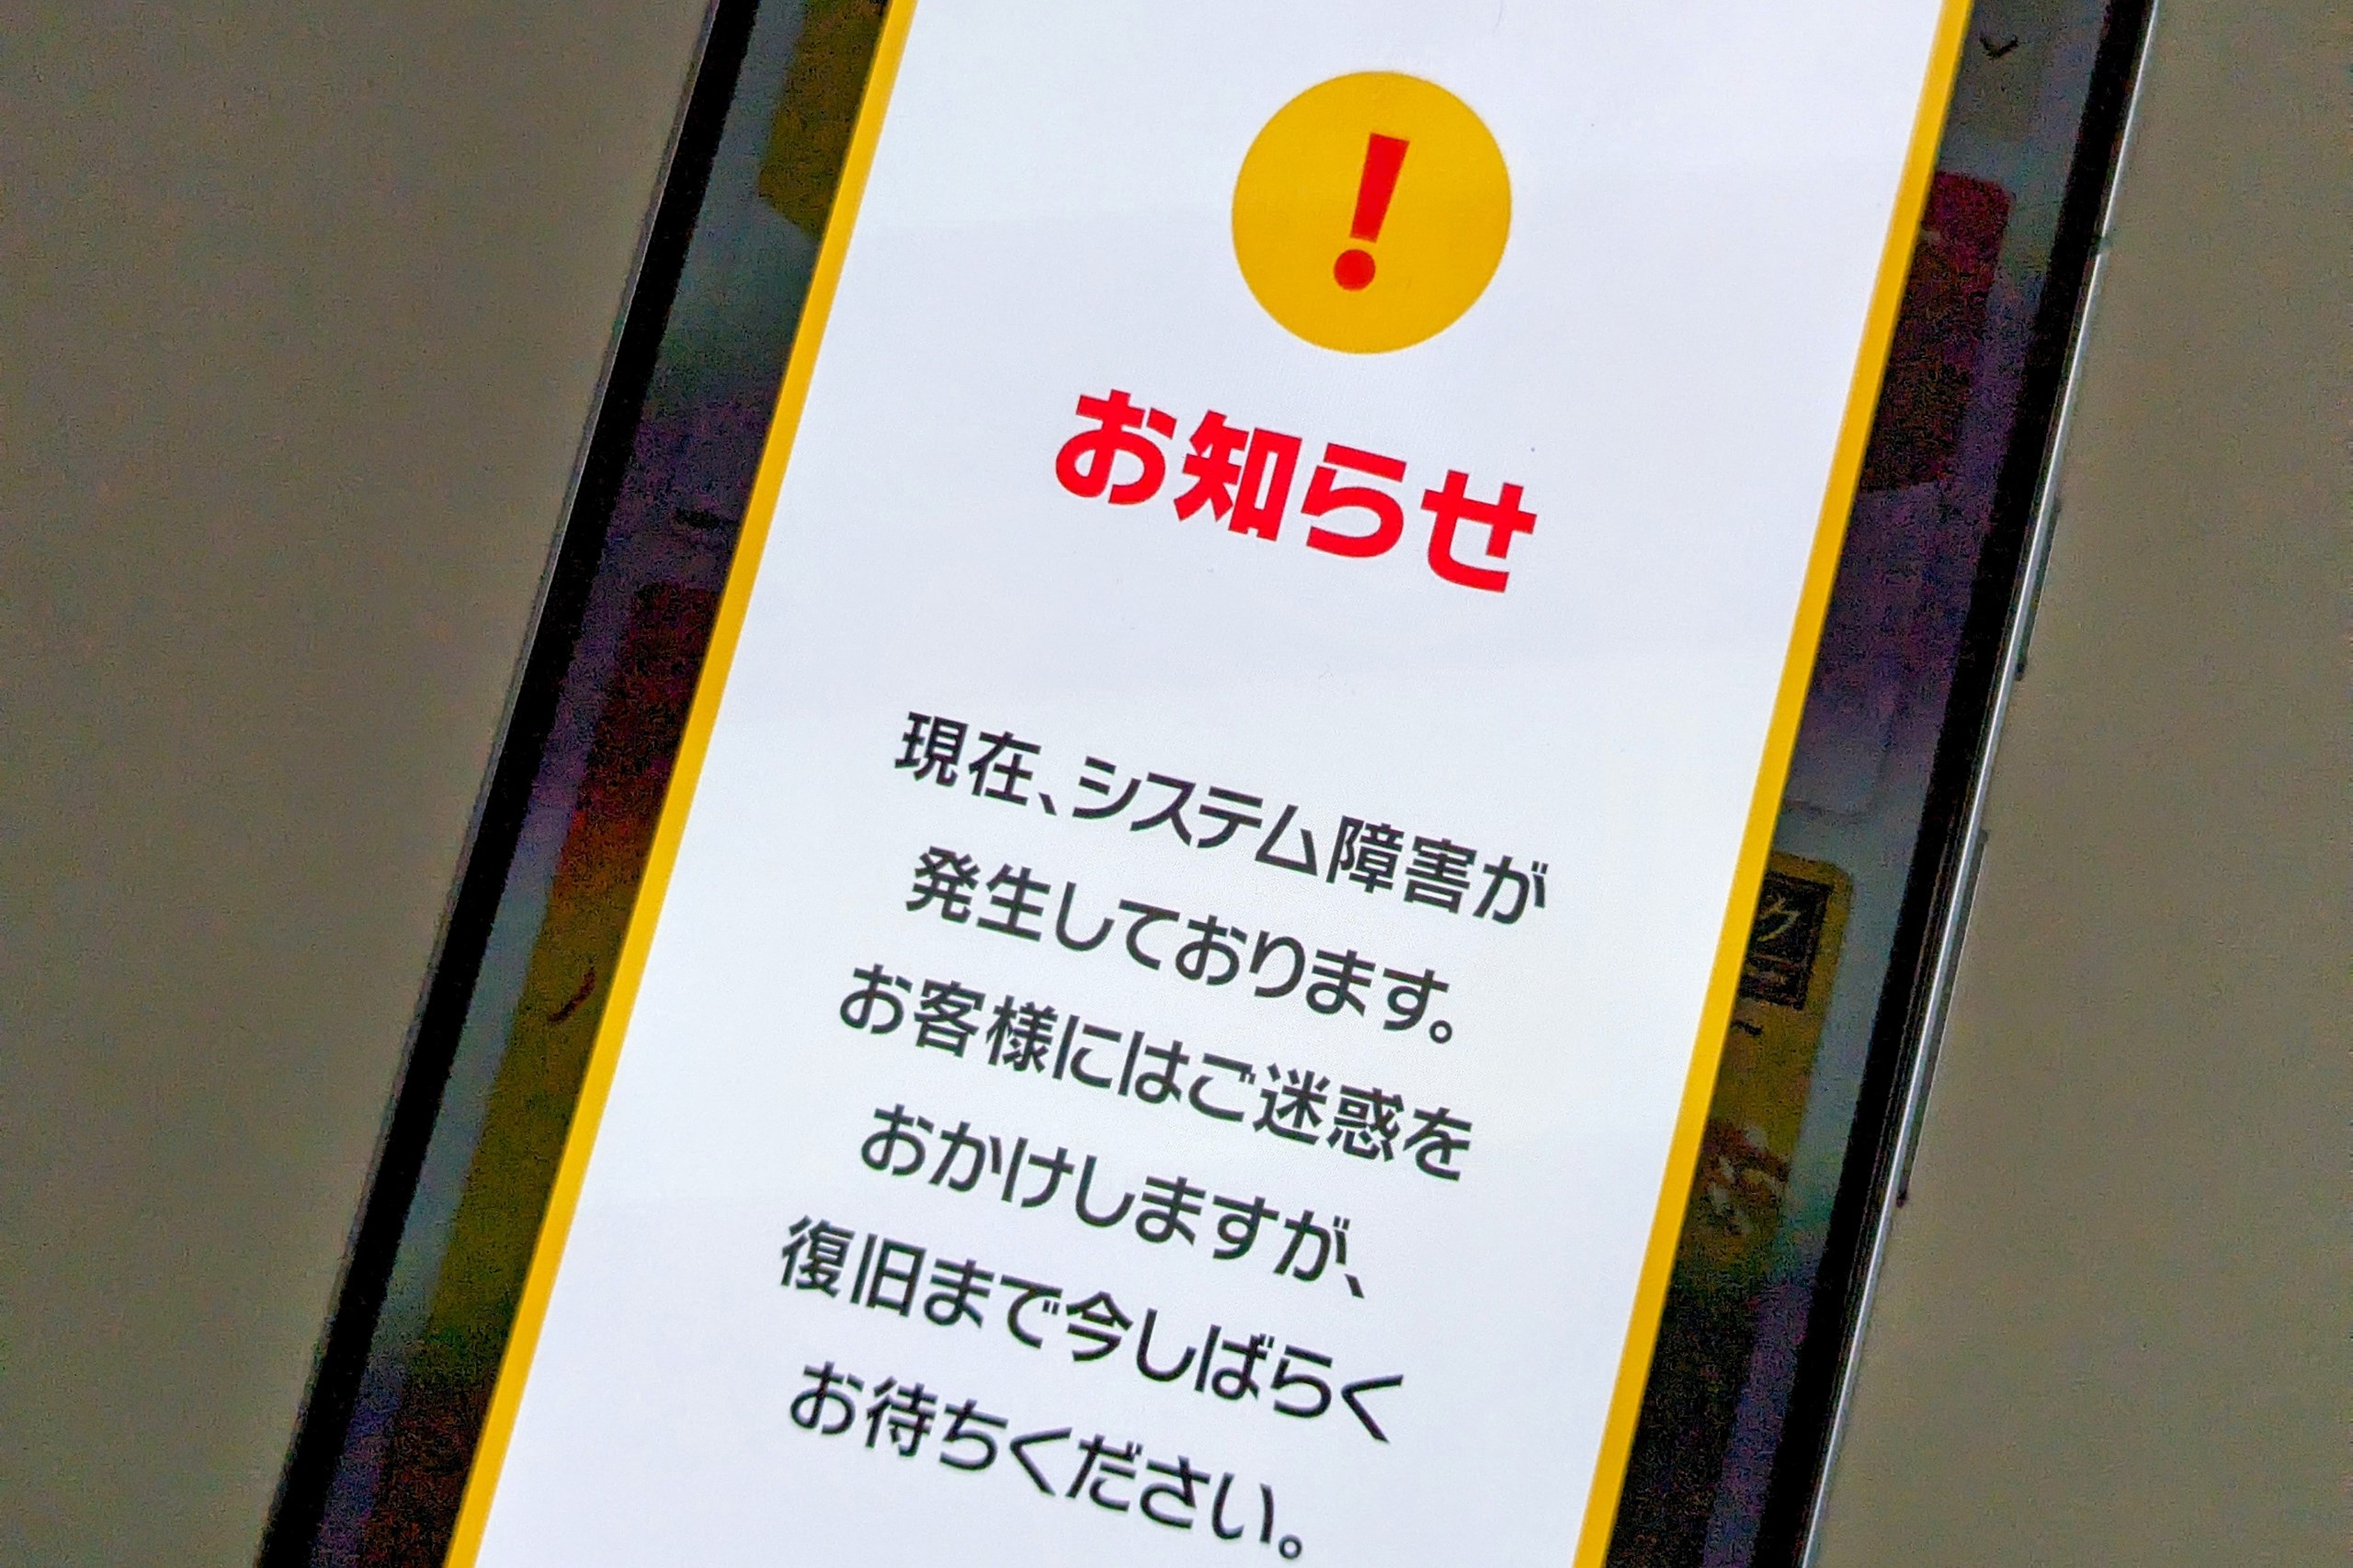 !
お知らせ
現在、システム障害が
発生しております。
お客様にはご迷惑を
おかけしますが、
復旧まで今しばらく
お待ちください。